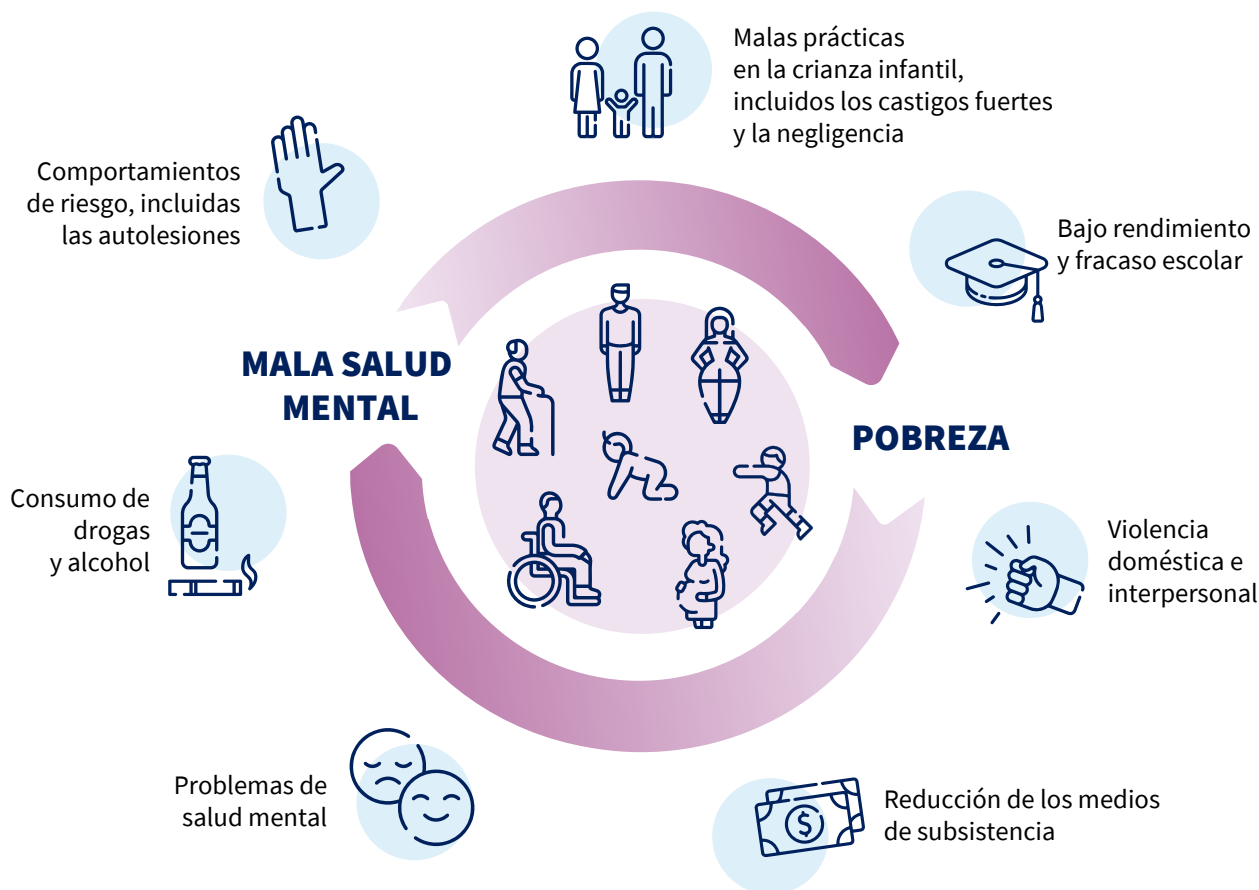 Malas prácticas
en la crianza infantil,
incluidos los castigos fuertes
y la negligencia
Comportamientos
de riesgo, incluidas
las autolesiones
Bajo rendimiento
y fracaso escolar
MALA SALUD
MENTAL
POBREZA
Consumo de
drogas
y alcohol
Violencia
doméstica e
interpersonal
Problemas de
salud mental
$
Reducción de los medios
de subsistencia